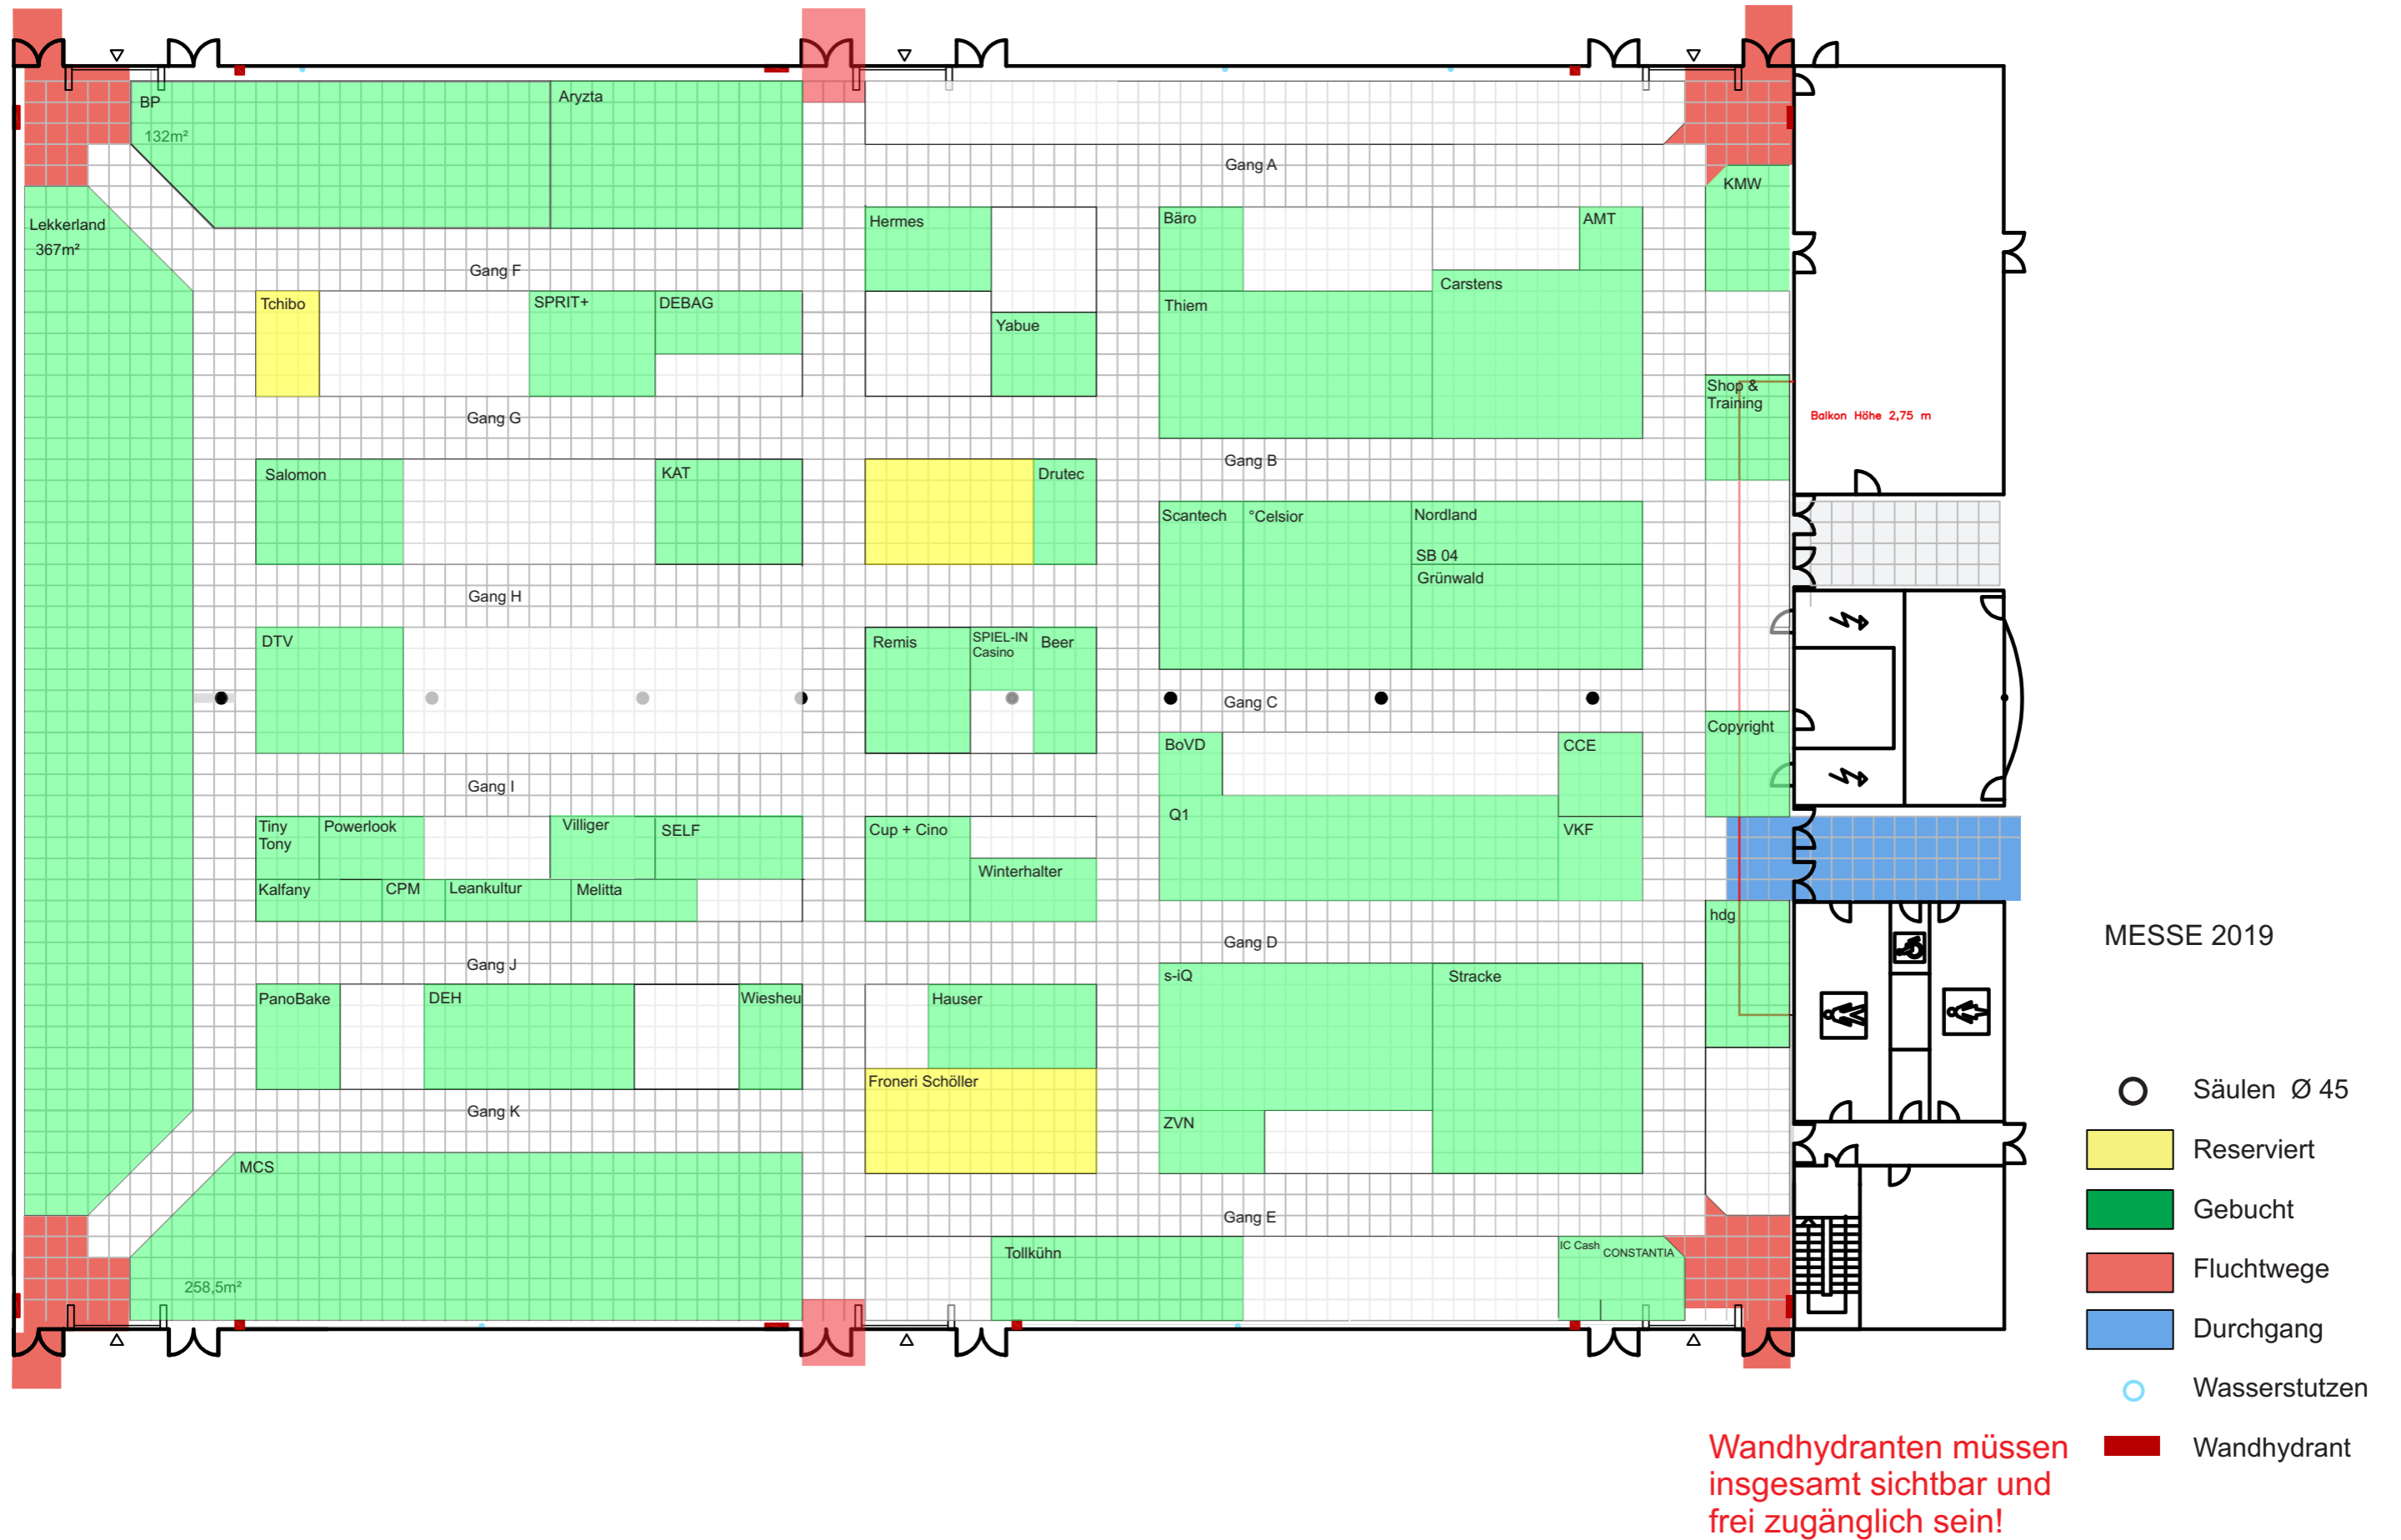 BP
132m²
Aryzta
Gang A
KMW
Lekkerland
367m²
Hermes
Bäro
AMT
Gang F
Carstens
Tchibo
SPRIT+
DEBAG
Thiem
Yabue
Shop &
Training
Balkon Höhe 2,75 m
Gang G
Gang B
Salomon
KAT
Drutec
Scantech
°Celsior
Nordland
SB 04
Grünwald
Gang H
DTV
Remis
SPIEL-IN
Casino
Beer
Gang C
Copyright
BoVD
CCE
Gang I
Q1
Tiny
Tony
Powerlook
Villiger
SELF
Cup + Cino
VKF
Winterhalter
Kalfany
CPM
Leankultur
Melitta
hdg
MESSE 2019
Gang D
Gang J
s-iQ
Stracke
PanoBake
DEH
Wiesheu
Hauser
Froneri Schöller
Säulen Ø 45
Gang K
ZVN
Reserviert
MCS
Gebucht
Gang E
Tollkühn
IC Cash
CONSTANTIA
Fluchtwege
258,5m²
Durchgang
Wasserstutzen
Wandhydrant
Wandhydranten müssen
insgesamt sichtbar und
frei zugänglich sein!